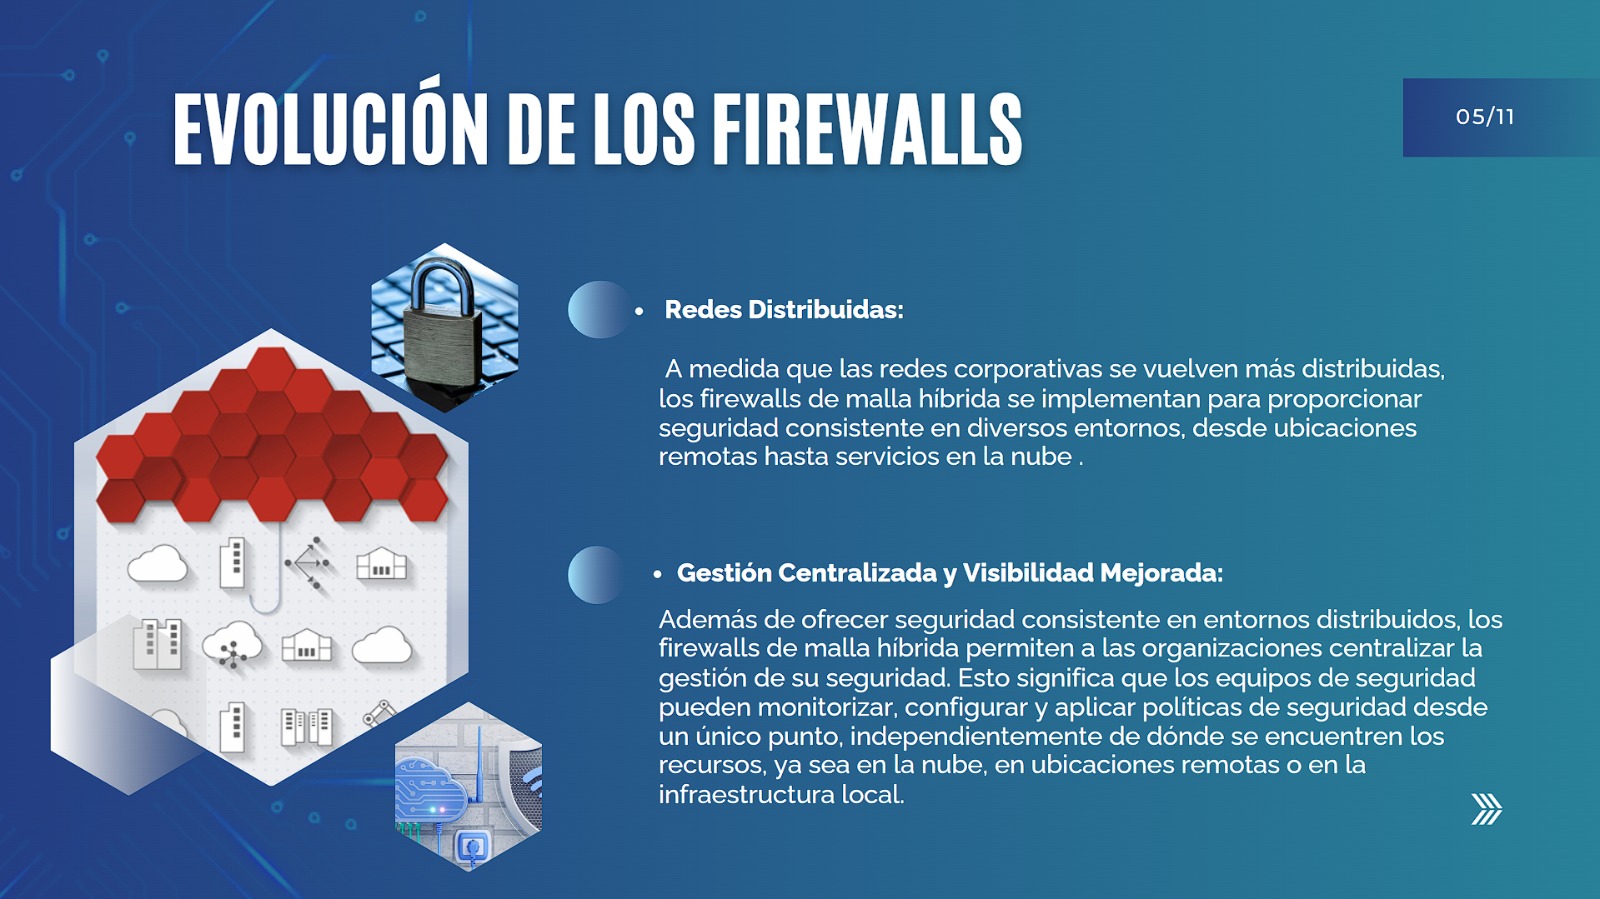 EVOLUCIÓN DE LOS FIREWALLS
05/11
• Redes Distribuidas:
A medida que las redes corporativas se vuelven más distribuidas,
los firewalls de malla híbrida se implementan para proporcionar
seguridad consistente en diversos entornos, desde ubicaciones
remotas hasta servicios en la nube .
• Gestión Centralizada y Visibilidad Mejorada:
Además de ofrecer seguridad consistente en entornos distribuidos, los
firewalls de malla híbrida permiten a las organizaciones centralizar la
gestión de su seguridad. Esto significa que los equipos de seguridad
pueden monitorizar, configurar y aplicar políticas de seguridad desde
un único punto, independientemente de dónde se encuentren los
recursos, ya sea en la nube, en ubicaciones remotas o en la
infraestructura local.